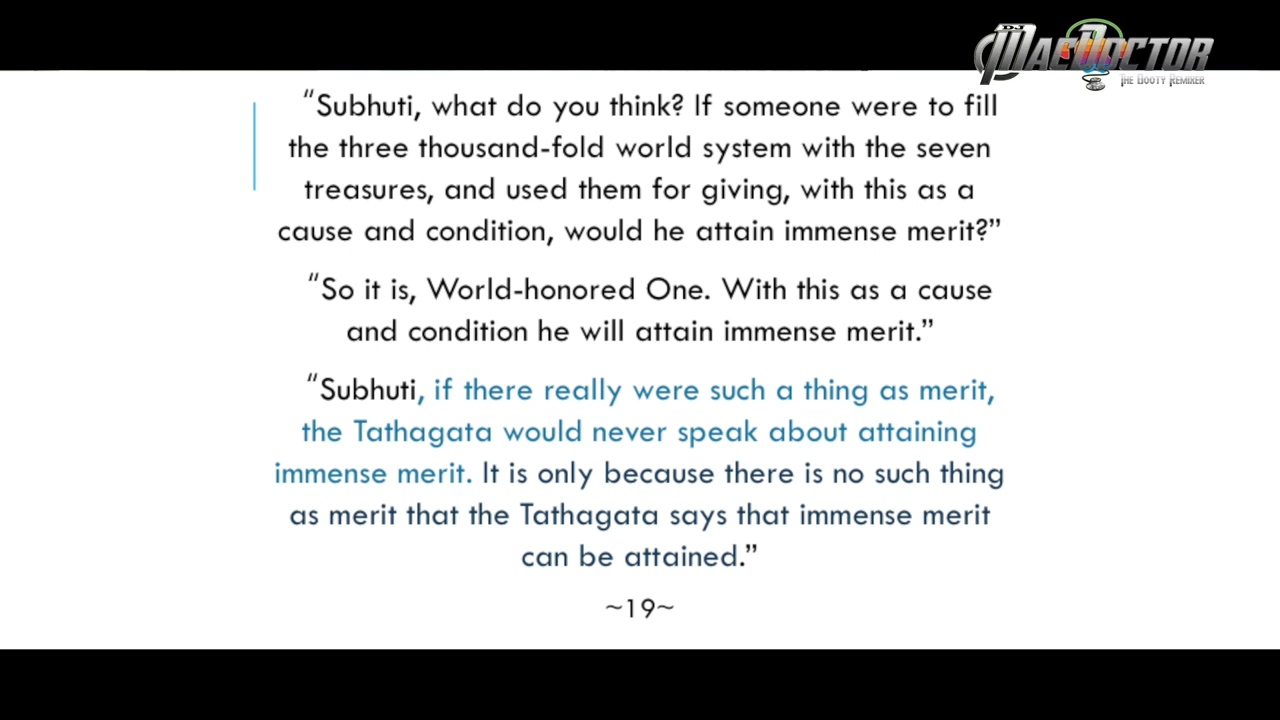 DJ
MACDOCTOR
THE BOOTY REMIXER
"Subhuti, what do you think? If someone were to fill
the three thousand-fold world system with the seven
treasures, and used them for giving, with this as a
cause and condition, would he attain immense merit?”
"So it is, World-honored One. With this as a cause
and condition he will attain immense merit.”
"Subhuti, if there really were such a thing as merit,
the Tathagata would never speak about attaining
immense merit. It is only because there is no such thing
as merit that the Tathagata says that immense merit
can be attained.”
~19~